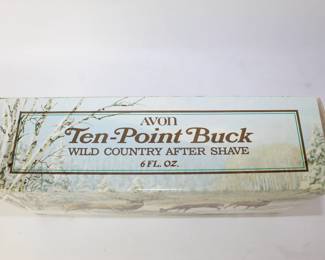 AVON
Ten-Point Buck
WILD COUNTRY AFTER SHAVE
6 FL. OZ.